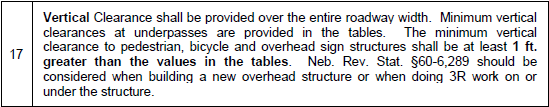 Vertical Clearance shall be provided over the entire roadway width. Minimum vertical
clearances at underpasses are provided in the tables. The minimum vertical
clearance to pedestrian, bicycle and overhead sign structures shall be at least 1 ft.
17 greater than the values in the tables. Neb. Rev. Stat. §60-6,289 should be
considered when building a new overhead structure or when doing 3R work on or
under the structure.